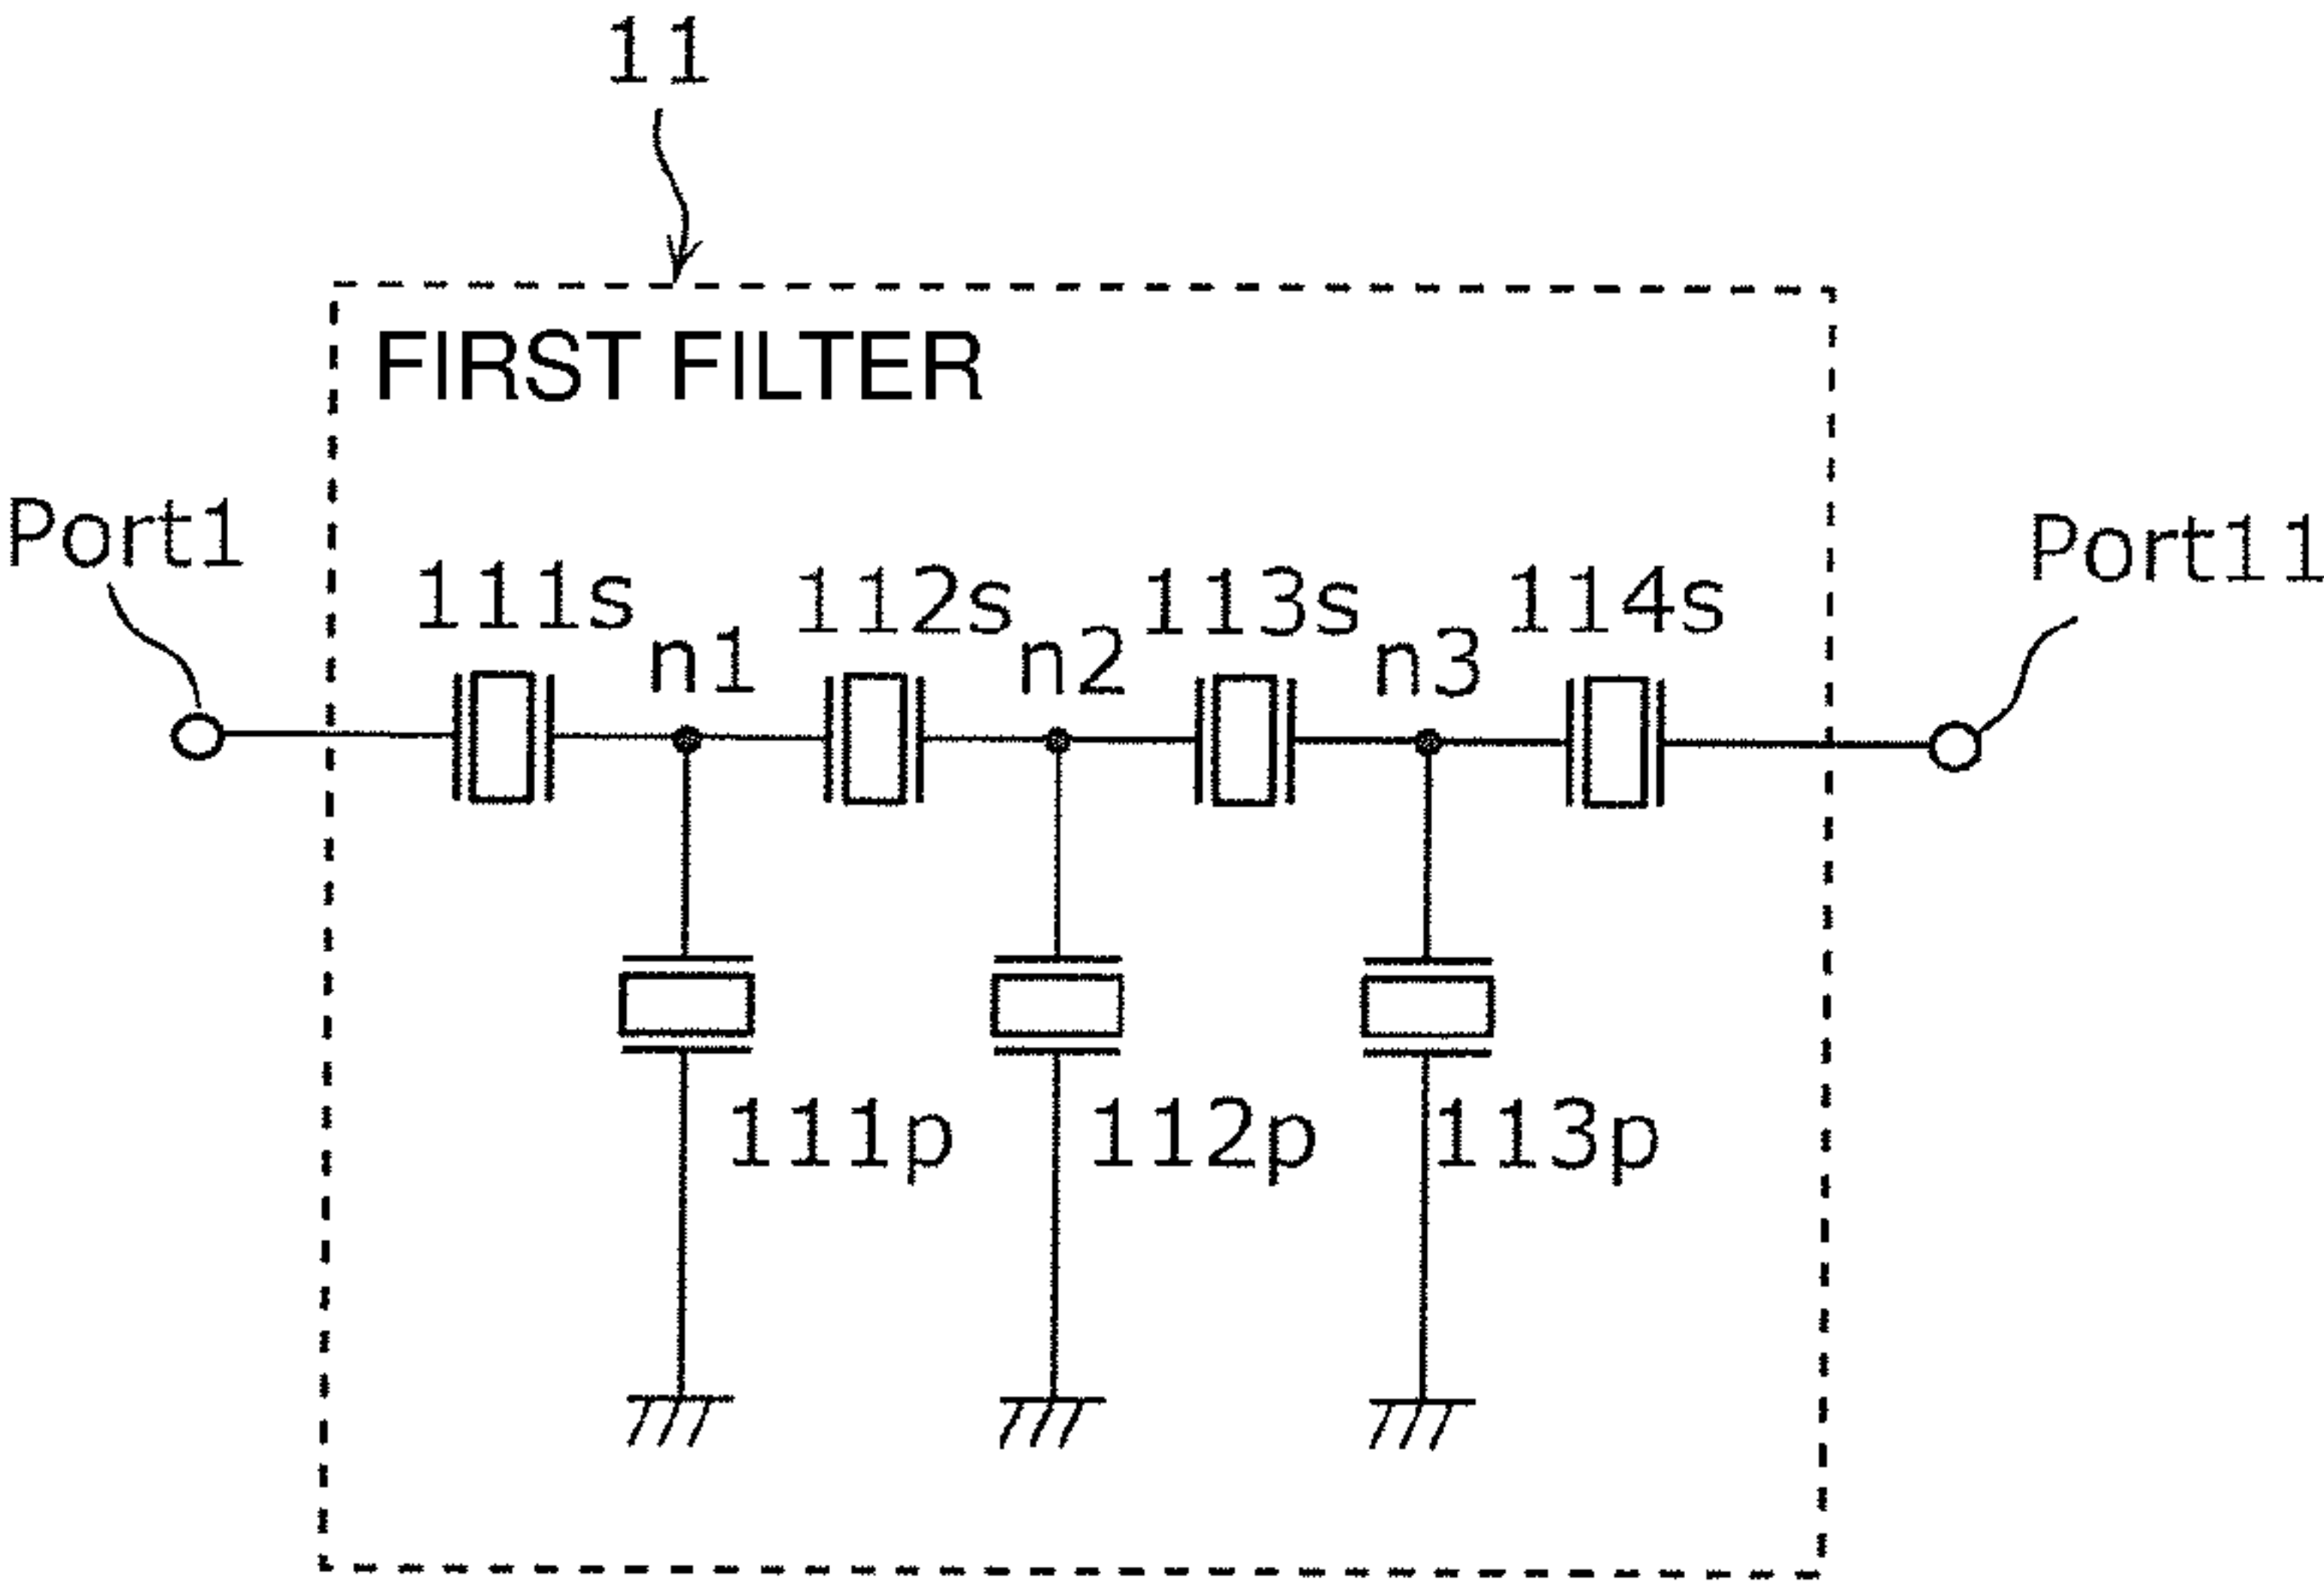 11
FIRST FILTER
Port1
Port11
111s
112s
113s
114s
n1
n2
n3
111p
112p
113p